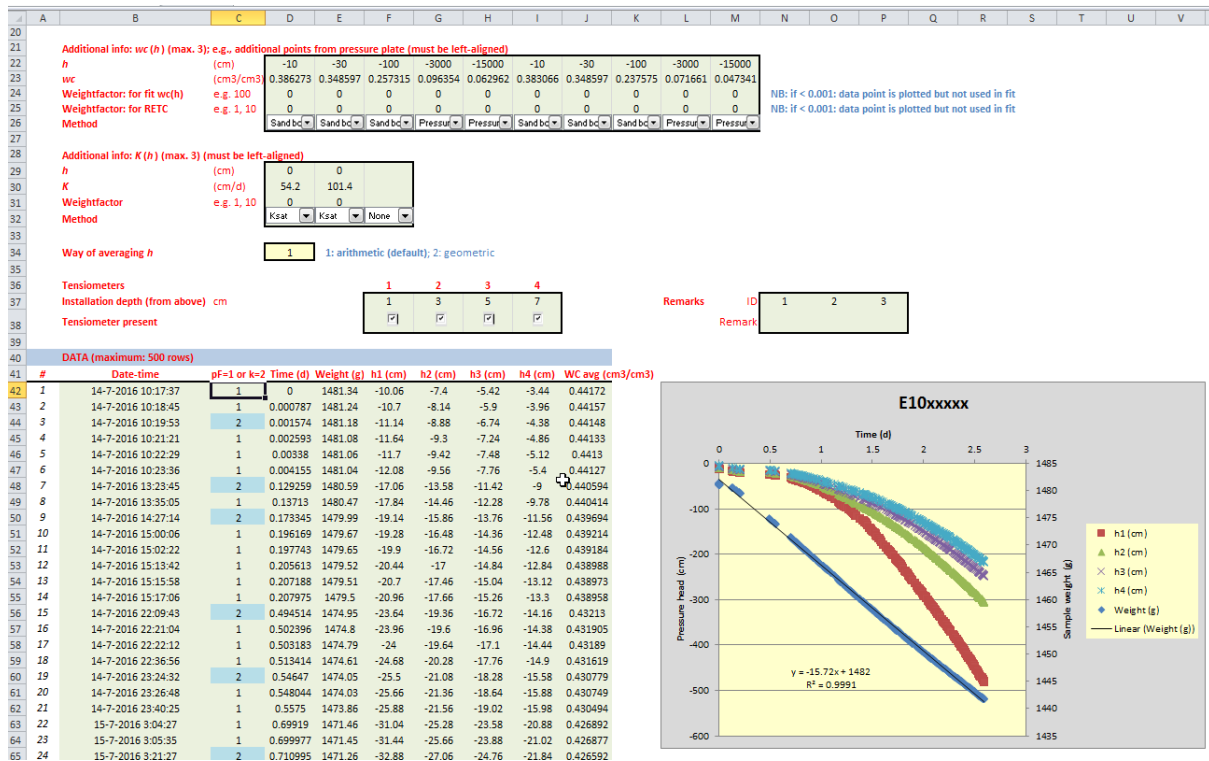 A B C D E F G H I J K L M N O P Q R S T U V
20
21 Additional info: wc (h) (max. 3); e.g., additional points from pressure plate (must be left-aligned)
22 h (cm) -10 -30 -100 -3000 -15000 -10 -30 -100 -3000 -15000
23 wc (cm3/cm3) 0.386273 0.348597 0.257315 0.096354 0.062962 0.383066 0.348597 0.237575 0.071661 0.047341
24 Weightfactor: for fit wc(h) e.g. 100 0 0 0 0 0 0 0 0 0 0 NB: if < 0.001: data point is plotted but not used in fit
25 Weightfactor: for RETC e.g. 1, 10 0 0 0 0 0 0 0 0 0 0 NB: if < 0.001: data point is plotted but not used in fit
26 Method Sand bc Sand bc Sand bc Pressur Pressur Sand bc Sand bc Sand bc Pressur Pressur
27
28 Additional info: K (h) (max. 3) (must be left-aligned)
29 h (cm) 0 0
30 K (cm/d) 54.2 101.4
31 Weightfactor e.g. 1, 10 0 0
32 Method Ksat Ksat None
33
34 Way of averaging h 1 1: arithmetic (default); 2: geometric
35
36 Tensiometers 1 2 3 4
37 Installation depth (from above) cm 1 3 5 7 Remarks ID 1 2 3
38 Tensiometer present Remark
39
40 DATA (maximum: 500 rows)
41 # Date-time pF=1 or k=2 Time (d) Weight (g) h1 (cm) h2 (cm) h3 (cm) h4 (cm) WC avg (cm3/cm3)
42 1 14-7-2016 10:17:37 1 0 1481.34 -10.06 -7.4 -5.42 -3.44 0.44172
43 2 14-7-2016 10:18:45 1 0.000787 1481.24 -10.7 -8.14 -5.9 -3.96 0.44157
44 3 14-7-2016 10:19:53 2 0.001574 1481.18 -11.14 -8.88 -6.74 -4.38 0.44148
45 4 14-7-2016 10:21:21 1 0.002593 1481.08 -11.64 -9.3 -7.24 -4.86 0.44133
46 5 14-7-2016 10:22:29 1 0.00338 1481.06 -11.7 -9.42 -7.48 -5.12 0.4413
47 6 14-7-2016 10:23:36 1 0.004155 1481.04 -12.08 -9.56 -7.76 -5.4 0.44127
48 7 14-7-2016 13:23:45 2 0.129259 1480.59 -17.06 -13.58 -11.42 -9 0.440594
49 8 14-7-2016 13:35:05 1 0.13713 1480.47 -17.84 -14.46 -12.28 -9.78 0.440414
50 9 14-7-2016 14:27:14 2 0.173345 1479.99 -19.14 -15.86 -13.76 -11.56 0.439694
51 10 14-7-2016 15:00:06 1 0.196169 1479.67 -19.28 -16.48 -14.36 -12.48 0.439214
52 11 14-7-2016 15:02:22 1 0.197743 1479.65 -19.9 -16.72 -14.56 -12.6 0.439184
53 12 14-7-2016 15:13:42 1 0.205613 1479.52 -20.44 -17 -14.84 -12.84 0.438988
54 13 14-7-2016 15:15:58 1 0.207188 1479.51 -20.7 -17.46 -15.04 -13.12 0.438973
55 14 14-7-2016 15:17:06 1 0.207975 1479.5 -20.96 -17.66 -15.26 -13.3 0.438958
56 15 14-7-2016 22:09:43 2 0.494514 1474.95 -23.64 -19.36 -16.72 -14.16 0.43213
57 16 14-7-2016 22:21:04 1 0.502396 1474.8 -23.96 -19.6 -16.96 -14.38 0.431905
58 17 14-7-2016 22:22:12 1 0.503183 1474.79 -24 -19.64 -17.1 -14.44 0.43189
59 18 14-7-2016 22:36:56 1 0.513414 1474.61 -24.68 -20.28 -17.76 -14.9 0.431619
60 19 14-7-2016 23:24:32 2 0.54647 1474.05 -25.5 -21.08 -18.28 -15.58 0.430779
61 20 14-7-2016 23:26:48 1 0.548044 1474.03 -25.66 -21.36 -18.64 -15.88 0.430749
62 21 14-7-2016 23:40:25 1 0.5575 1473.86 -25.88 -21.56 -19.02 -15.98 0.430494
63 22 15-7-2016 3:04:27 1 0.69919 1471.46 -31.04 -25.28 -23.58 -20.88 0.426892
64 23 15-7-2016 3:05:35 1 0.699977 1471.45 -31.44 -25.66 -23.88 -21.02 0.426877
65 24 15-7-2016 3:21:27 2 0.710995 1471.26 -32.88 -27.06 -24.76 -21.84 0.426592
E10xxxxx
Time (d)
0 0.5 1 1.5 2 2.5 3
0
-100
-200
-300
-400
-500
-600
Pressure head (cm)
1485
1480
1475
1470
1465
1460
1455
1450
1445
1440
1435
Sample weight (g)
y = -15.72x + 1482
R² = 0.9991
h1 (cm)
h2 (cm)
h3 (cm)
h4 (cm)
Weight (g)
Linear (Weight (g))